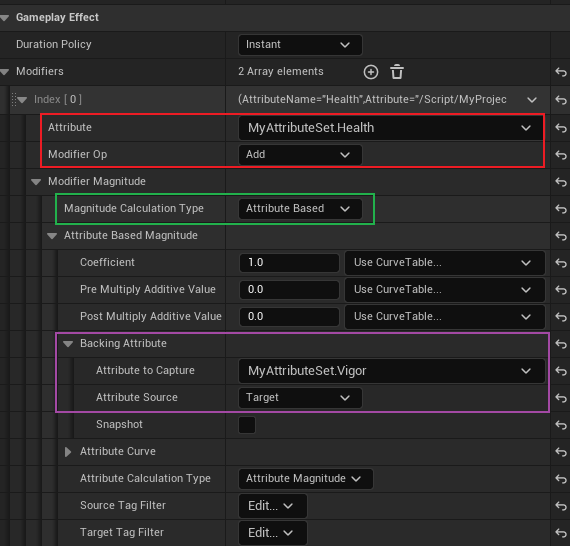 Gameplay Effect
Duration Policy Instant
Modifiers 2 Array elements
Index [ 0 ] (AttributeName="Health",Attribute="/Script/MyProjec
Attribute MyAttributeSet.Health
Modifier Op Add
Modifier Magnitude
Magnitude Calculation Type Attribute Based
Attribute Based Magnitude
Coefficient 1.0 Use CurveTable...
Pre Multiply Additive Value 0.0 Use CurveTable...
Post Multiply Additive Value 0.0 Use CurveTable...
Backing Attribute
Attribute to Capture MyAttributeSet.Vigor
Attribute Source Target
Snapshot
Attribute Curve
Attribute Calculation Type Attribute Magnitude
Source Tag Filter Edit...
Target Tag Filter Edit...